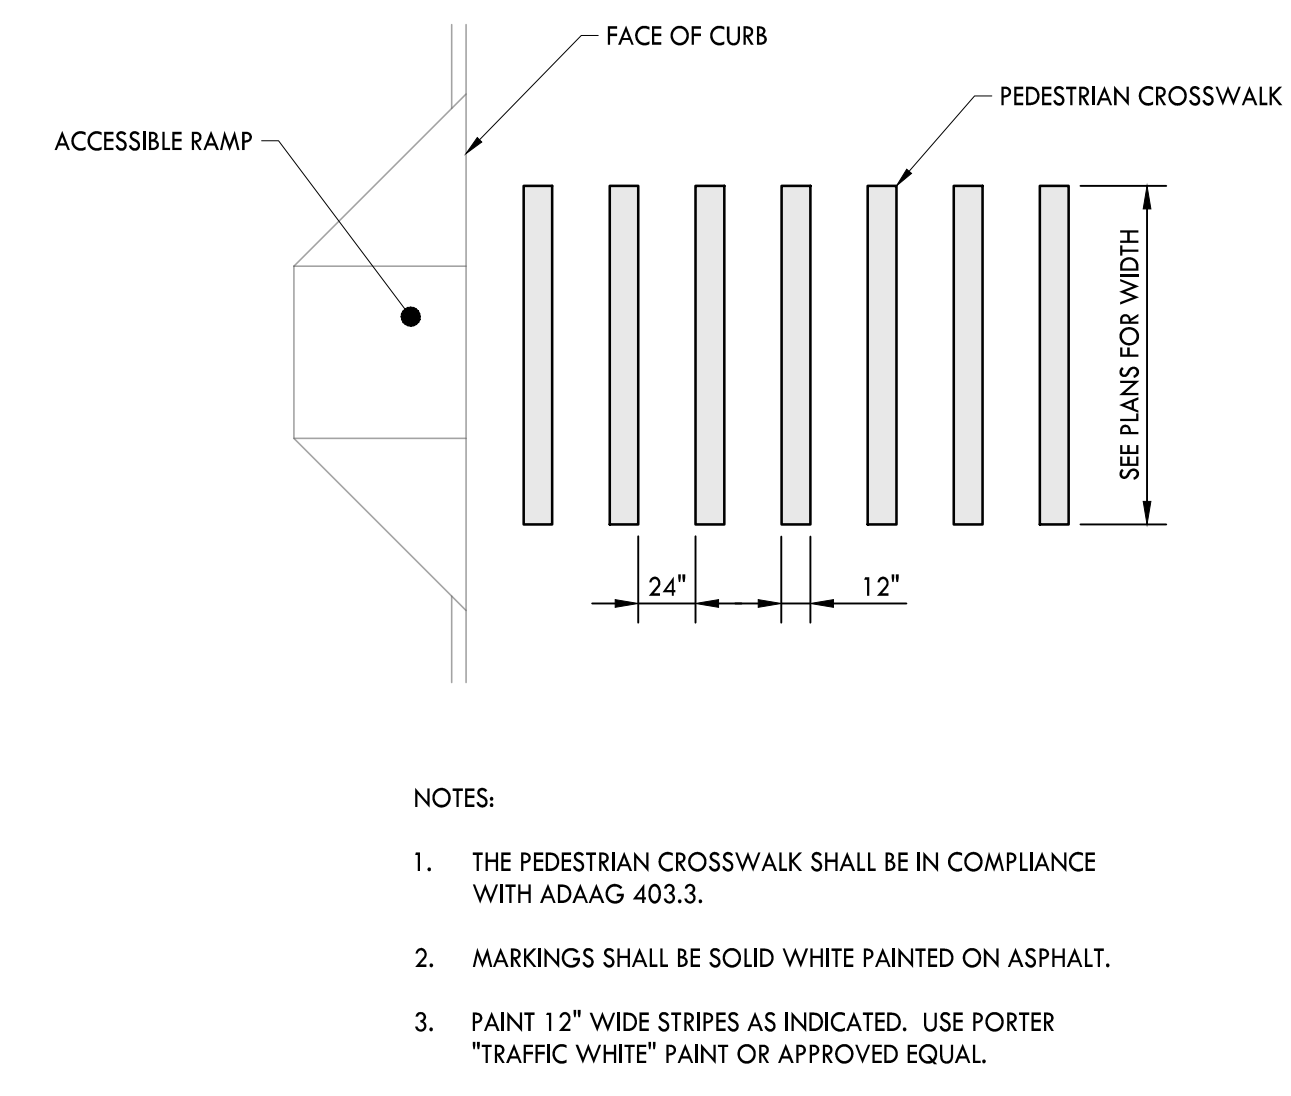 FACE OF CURB
PEDESTRIAN CROSSWALK
ACCESSIBLE RAMP
SEE PLANS FOR WIDTH
24"
12"
NOTES:
1. THE PEDESTRIAN CROSSWALK SHALL BE IN COMPLIANCE
WITH ADAAG 403.3.
2. MARKINGS SHALL BE SOLID WHITE PAINTED ON ASPHALT.
3. PAINT 12" WIDE STRIPES AS INDICATED. USE PORTER
"TRAFFIC WHITE" PAINT OR APPROVED EQUAL.